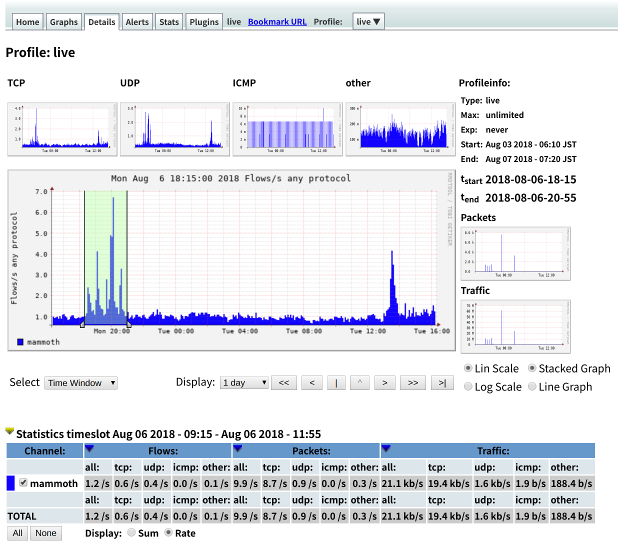 Home Graphs Details Alerts Stats Plugins live Bookmark URL Profile: live ▼
Profile: live
TCP UDP ICMP other Profileinfo:
Type: live
Max: unlimited
Exp: never
Start: Aug 03 2018 - 06:10 JST
End: Aug 07 2018 - 07:20 JST
tstart 2018-08-06-18-15
tend 2018-08-06-20-55
Packets
Traffic
Mon Aug 6 18:15:00 2018 Flows/s any protocol
Flows/s any protocol
7.0
6.0
5.0
4.0
3.0
2.0
1.0
Mon 20:00 Tue 00:00 Tue 04:00 Tue 08:00 Tue 12:00 Tue 16:00
mammoth
Lin Scale Stacked Graph
Log Scale Line Graph
Select Time Window Display: 1 day << < | ^ > >> >|
Statistics timeslot Aug 06 2018 - 09:15 - Aug 06 2018 - 11:55
Channel: Flows: Packets: Traffic:
all: tcp: udp: icmp: other: all: tcp: udp: icmp: other: all: tcp: udp: icmp: other:
mammoth 1.2 /s 0.6 /s 0.4 /s 0.0 /s 0.1 /s 9.9 /s 8.7 /s 0.9 /s 0.0 /s 0.3 /s 21.1 kb/s 19.4 kb/s 1.6 kb/s 1.9 b/s 188.4 b/s
all: tcp: udp: icmp: other: all: tcp: udp: icmp: other: all: tcp: udp: icmp: other:
TOTAL 1.2 /s 0.6 /s 0.4 /s 0.0 /s 0.1 /s 9.9 /s 8.7 /s 0.9 /s 0.0 /s 0.3 /s 21.1 kb/s 19.4 kb/s 1.6 kb/s 1.9 b/s 188.4 b/s
All None Display: Sum Rate